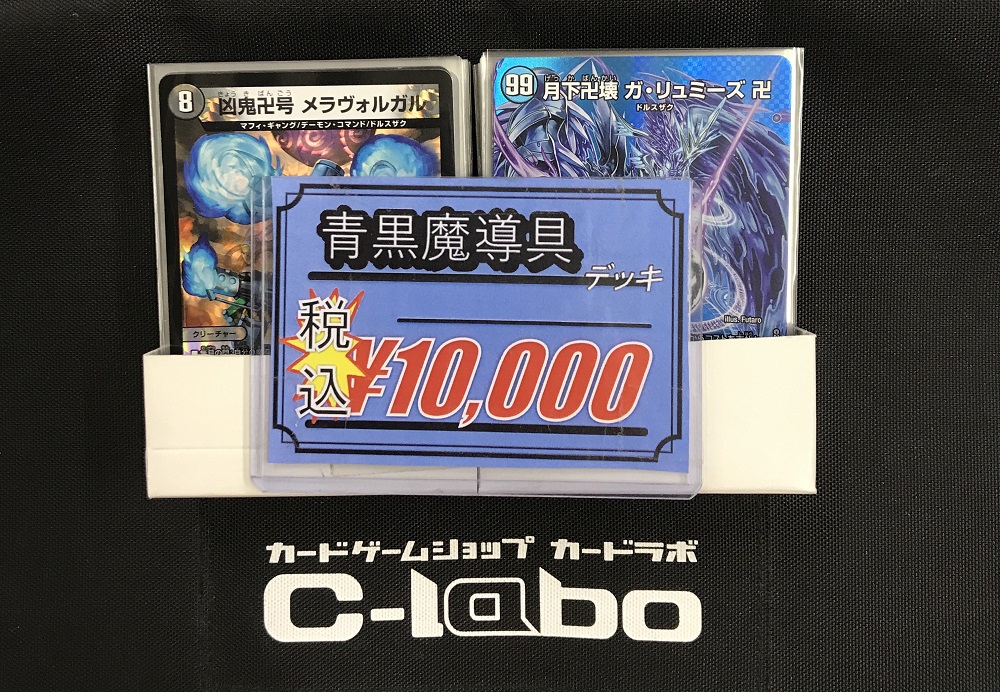 8
きょうきばんごう
凶鬼卍号 メラヴォルガル
マフィ・ギャング/デーモン・コマンド/ドルスザク
99
げっかばんかい
月下卍壊 ガ・リュミーズ 卍
ドルスザク
青黒魔導具
デッキ
税込
¥10,000
illus. Futaro
クリーチャー
カードゲームショップ カードラボ
C-labo